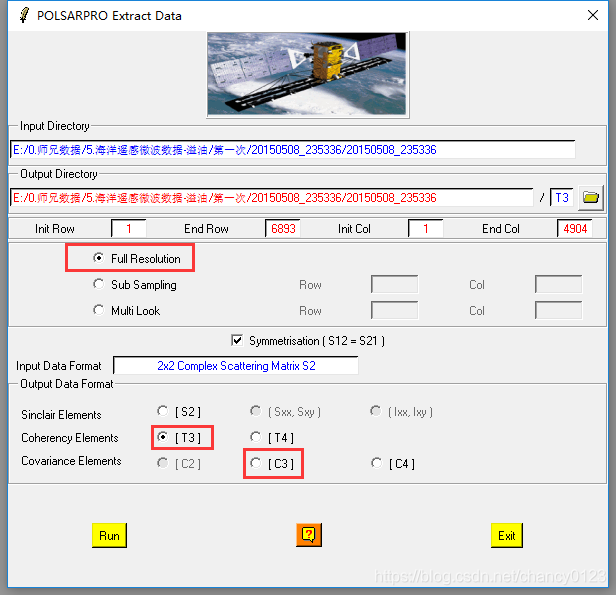 POLSARPRO Extract Data
Input Directory
E:/0.师兄数据/5.海洋遥感微波数据-溢油/第一次/20150508_235336/20150508_235336
Output Directory
E:/0.师兄数据/5.海洋遥感微波数据-溢油/第一次/20150508_235336/20150508_235336 / T3
Init Row 1 End Row 6893 Init Col 1 End Col 4904
Full Resolution
Sub Sampling Row Col
Multi Look Row Col
Symmetrisation ( S12 = S21 )
Input Data Format 2x2 Complex Scattering Matrix S2
Output Data Format
Sinclair Elements [ S2 ] ( Sxx, Sxy ) ( Ixx, Ixy )
Coherency Elements [ T3 ] [ T4 ]
Covariance Elements [ C2 ] [ C3 ] [ C4 ]
Run ? Exit
https://blog.csdn.net/chancy0123